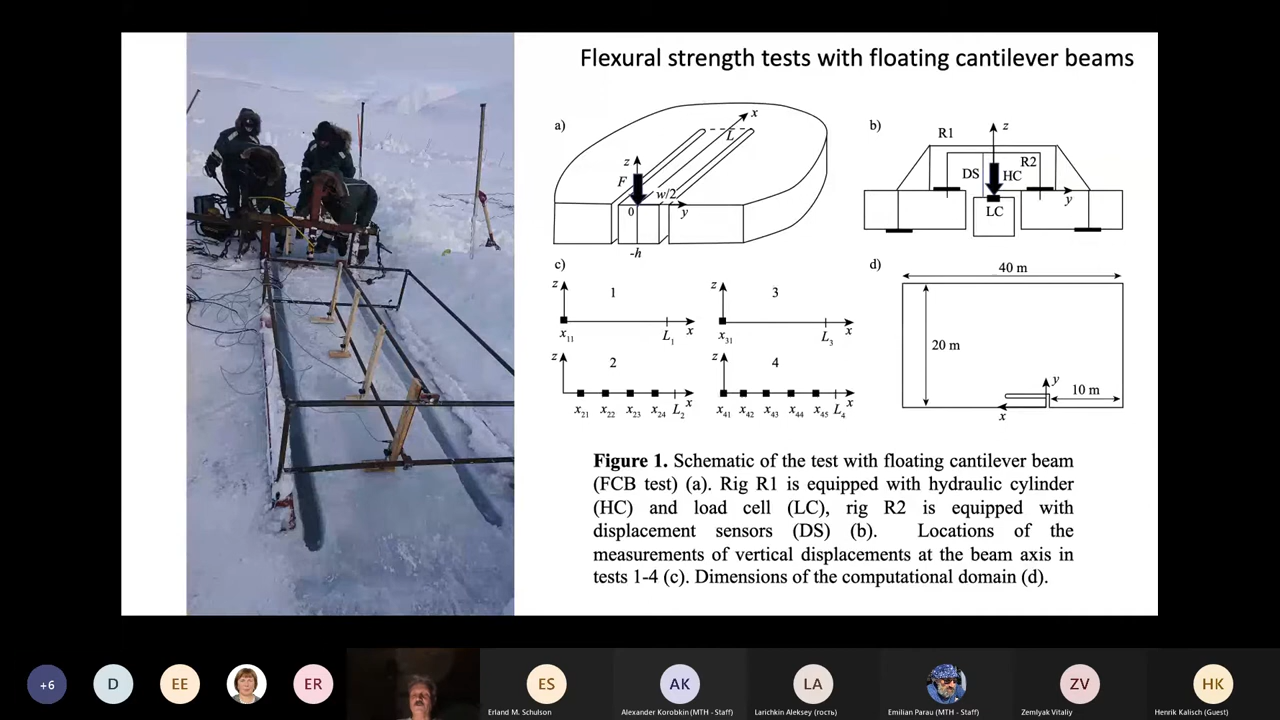 Flexural strength tests with floating cantilever beams
a)
x
L
z
F
w/2
0
y
-h
b)
z
R1
R2
DS
HC
LC
y
c)
z
1
x11
L1
x
z
3
x31
L3
x
z
2
x21
x22
x23
x24
L2
x
z
4
x41
x42
x43
x44
x45
L4
x
d)
40 m
20 m
y
10 m
x
Figure 1. Schematic of the test with floating cantilever beam
(FCB test) (a). Rig R1 is equipped with hydraulic cylinder
(HC) and load cell (LC), rig R2 is equipped with
displacement sensors (DS) (b). Locations of the
measurements of vertical displacements at the beam axis in
tests 1-4 (c). Dimensions of the computational domain (d).
+6
D
EE
ER
ES
AK
LA
ZV
HK
Erland M. Schulson
Alexander Korobkin (MTH - Staff)
Larichkin Aleksey (гость)
Emilian Parau (MTH - Staff)
Zemlyak Vitaliy
Henrik Kalisch (Guest)